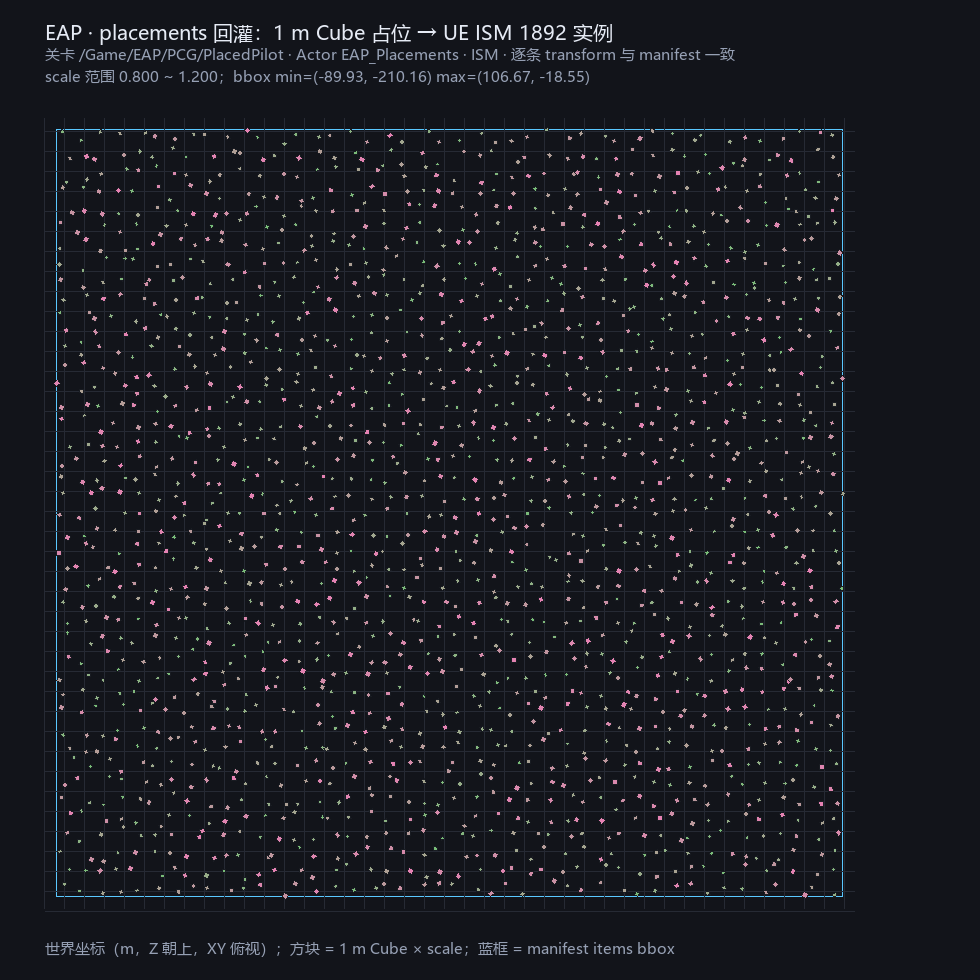 EAP · placements 回灌：1 m Cube 占位 → UE ISM 1892 实例
关卡 /Game/EAP/PCG/PlacedPilot · Actor EAP_Placements · ISM · 逐条 transform 与 manifest 一致
scale 范围 0.800 ~ 1.200；bbox min=(-89.93, -210.16) max=(106.67, -18.55)
世界坐标（m，Z 朝上，XY 俯视）；方块 = 1 m Cube × scale；蓝框 = manifest items bbox